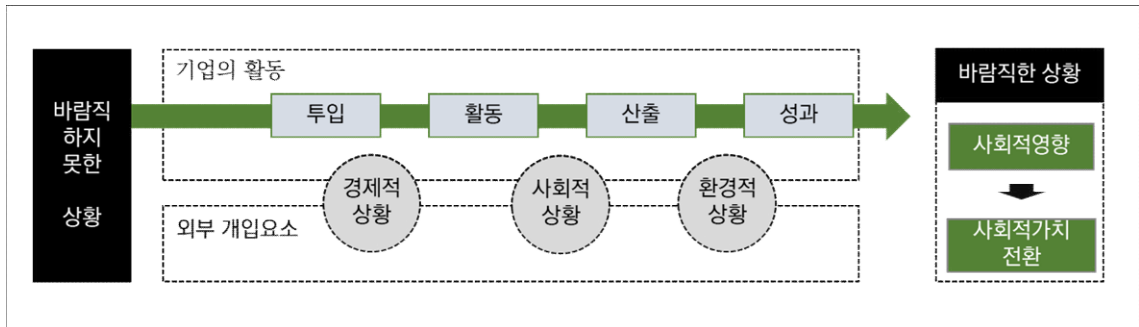 바람직
하지
못한
상황
기업의 활동
투입
활동
산출
성과
경제적
상황
사회적
상황
환경적
상황
외부 개입요소
바람직한 상황
사회적영향
사회적가치
전환